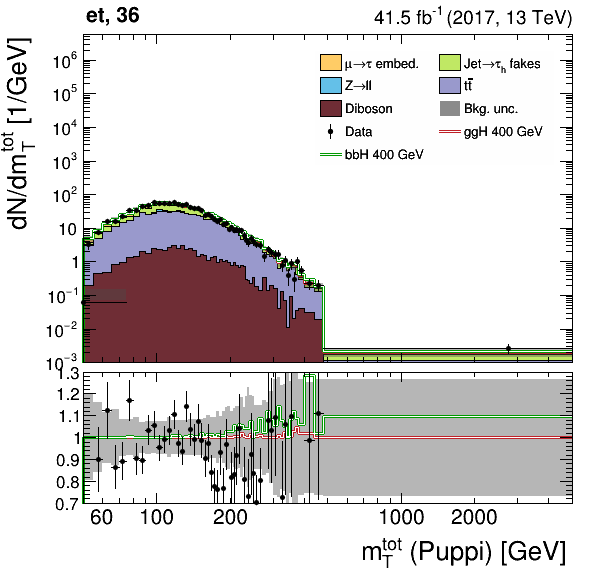 et, 36
41.5 fb⁻¹ (2017, 13 TeV)
dN/dm_T^tot [1/GeV]
μ→τ embed.
Jet→τ_h fakes
Z→ll
tt̄
Diboson
Bkg. unc.
Data
ggH 400 GeV
bbH 400 GeV
10⁶
10⁵
10⁴
10³
10²
10
1
10⁻¹
10⁻²
10⁻³
1.3
1.2
1.1
1
0.9
0.8
0.7
60 100 200 1000 2000
m_T^tot (Puppi) [GeV]